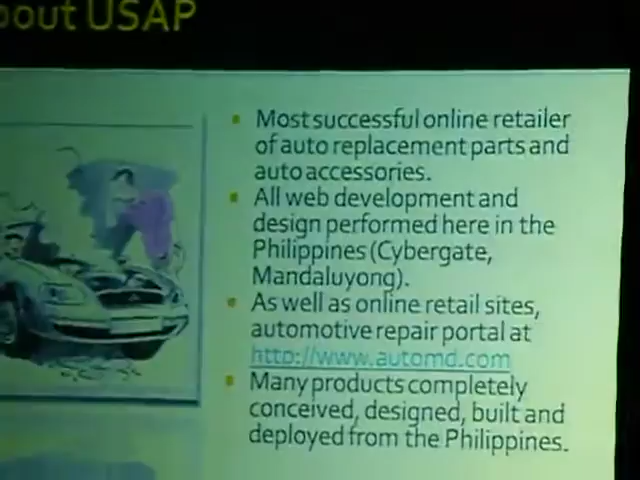 bout USAP
Most successful online retailer
of auto replacement parts and
auto accessories.
All web development and
design performed here in the
Philippines (Cybergate,
Mandaluyong).
As well as online retail sites,
automotive repair portal at
http://www.automd.com
Many products completely
conceived, designed, built and
deployed from the Philippines.